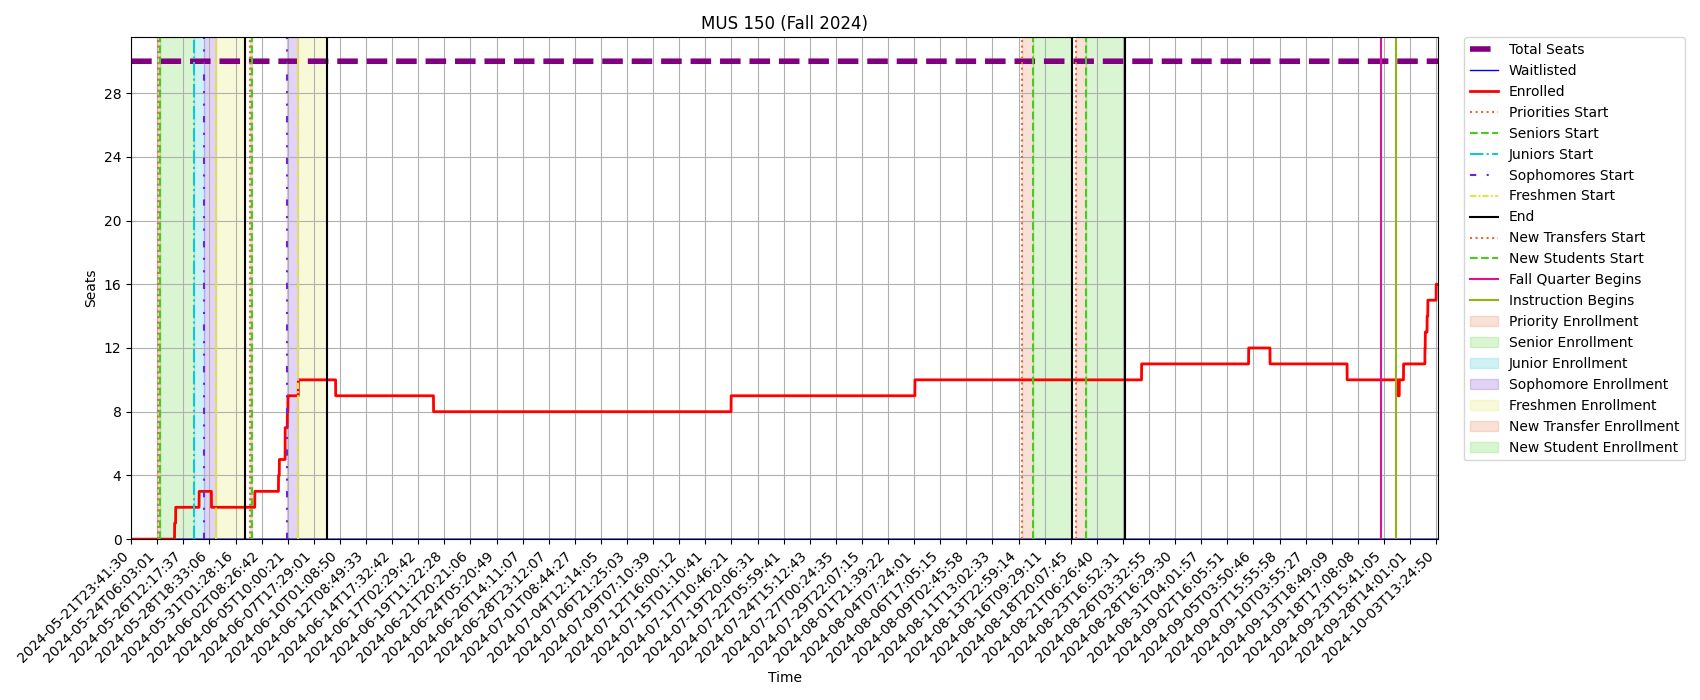 MUS 150 (Fall 2024)
Seats
28
24
20
16
12
8
4
0
2024-05-21T23:41:30
2024-05-24T06:03:01
2024-05-26T12:17:37
2024-05-28T18:33:06
2024-05-31T01:28:16
2024-06-02T08:26:42
2024-06-05T10:00:21
2024-06-07T17:29:01
2024-06-10T01:08:50
2024-06-12T08:49:33
2024-06-14T17:32:42
2024-06-17T02:29:42
2024-06-19T11:22:28
2024-06-21T20:21:06
2024-06-24T05:20:49
2024-06-26T14:11:07
2024-06-28T23:12:07
2024-07-01T08:44:27
2024-07-04T12:14:05
2024-07-06T21:25:03
2024-07-09T07:10:39
2024-07-12T16:00:12
2024-07-15T01:10:41
2024-07-17T10:46:21
2024-07-19T20:06:31
2024-07-22T05:59:41
2024-07-24T15:12:43
2024-07-27T00:24:35
2024-07-29T22:07:15
2024-08-01T21:39:22
2024-08-04T07:24:01
2024-08-06T17:05:15
2024-08-09T02:45:58
2024-08-11T13:02:33
2024-08-13T22:59:14
2024-08-16T09:29:11
2024-08-18T20:07:45
2024-08-21T06:26:40
2024-08-23T16:52:31
2024-08-26T03:32:55
2024-08-28T16:29:30
2024-08-31T04:01:57
2024-09-02T16:05:51
2024-09-05T03:50:46
2024-09-07T15:55:58
2024-09-10T03:55:27
2024-09-13T18:49:09
2024-09-18T17:08:08
2024-09-23T15:41:05
2024-09-28T14:01:01
2024-10-03T13:24:50
Time
Total Seats
Waitlisted
Enrolled
Priorities Start
Seniors Start
Juniors Start
Sophomores Start
Freshmen Start
End
New Transfers Start
New Students Start
Fall Quarter Begins
Instruction Begins
Priority Enrollment
Senior Enrollment
Junior Enrollment
Sophomore Enrollment
Freshmen Enrollment
New Transfer Enrollment
New Student Enrollment